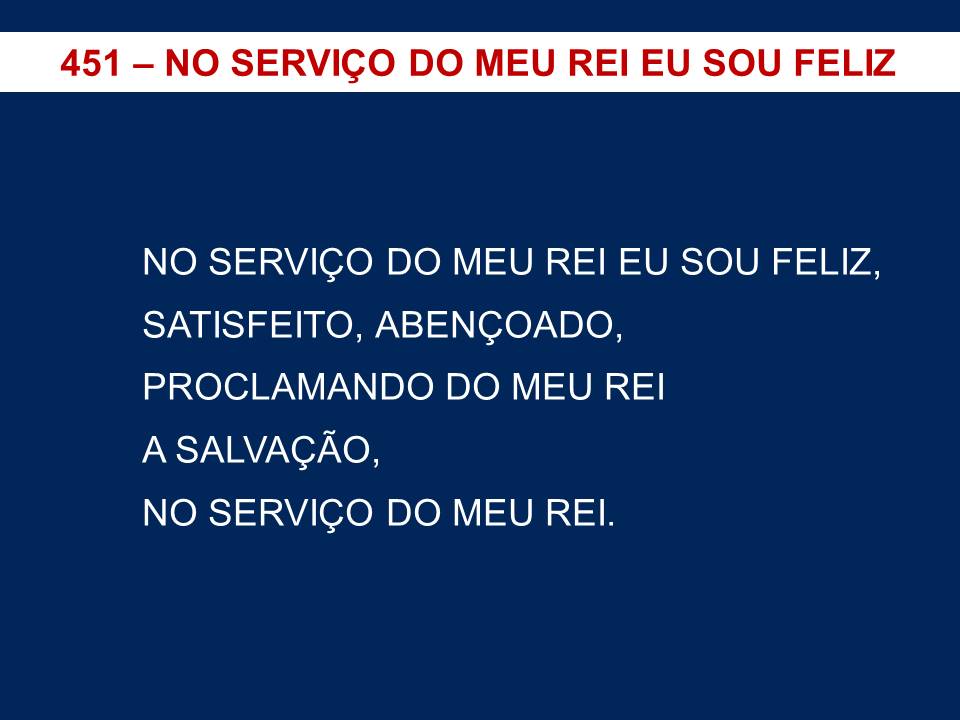 451 – NO SERVIÇO DO MEU REI EU SOU FELIZ
NO SERVIÇO DO MEU REI EU SOU FELIZ,
SATISFEITO, ABENÇOADO,
PROCLAMANDO DO MEU REI
A SALVAÇÃO,
NO SERVIÇO DO MEU REI.